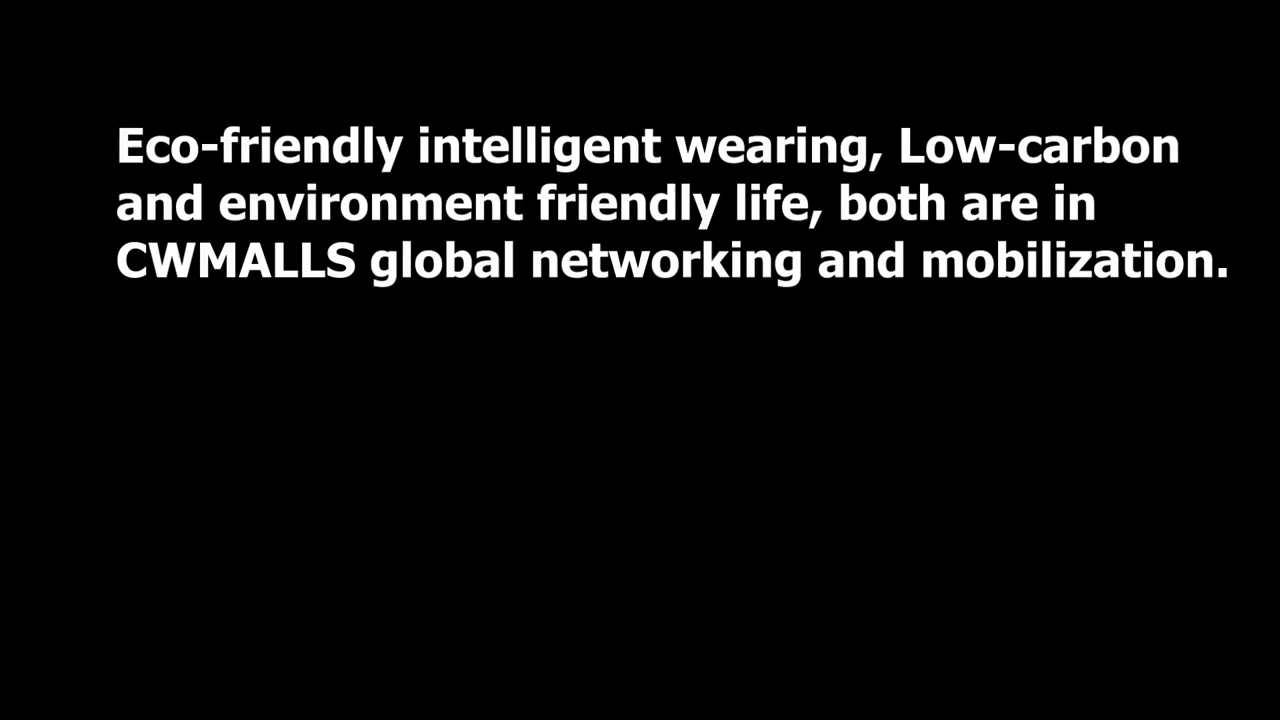 Eco-friendly intelligent wearing, Low-carbon
and environment friendly life, both are in
CWMALLS global networking and mobilization.